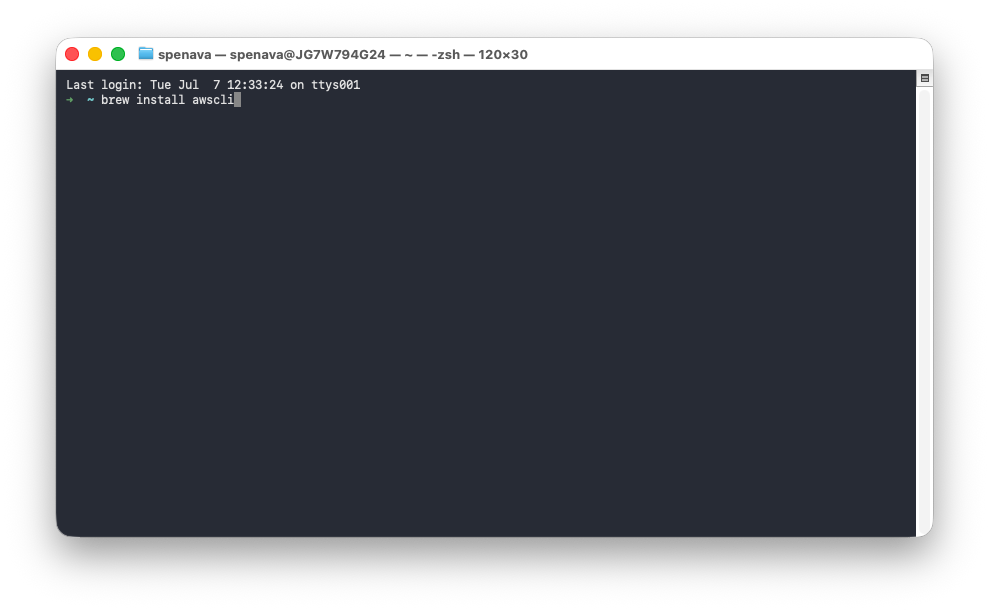 spenava — spenava@JG7W794G24 — ~ — -zsh — 120×30
Last login: Tue Jul  7 12:33:24 on ttys001
➜  ~ brew install awscli